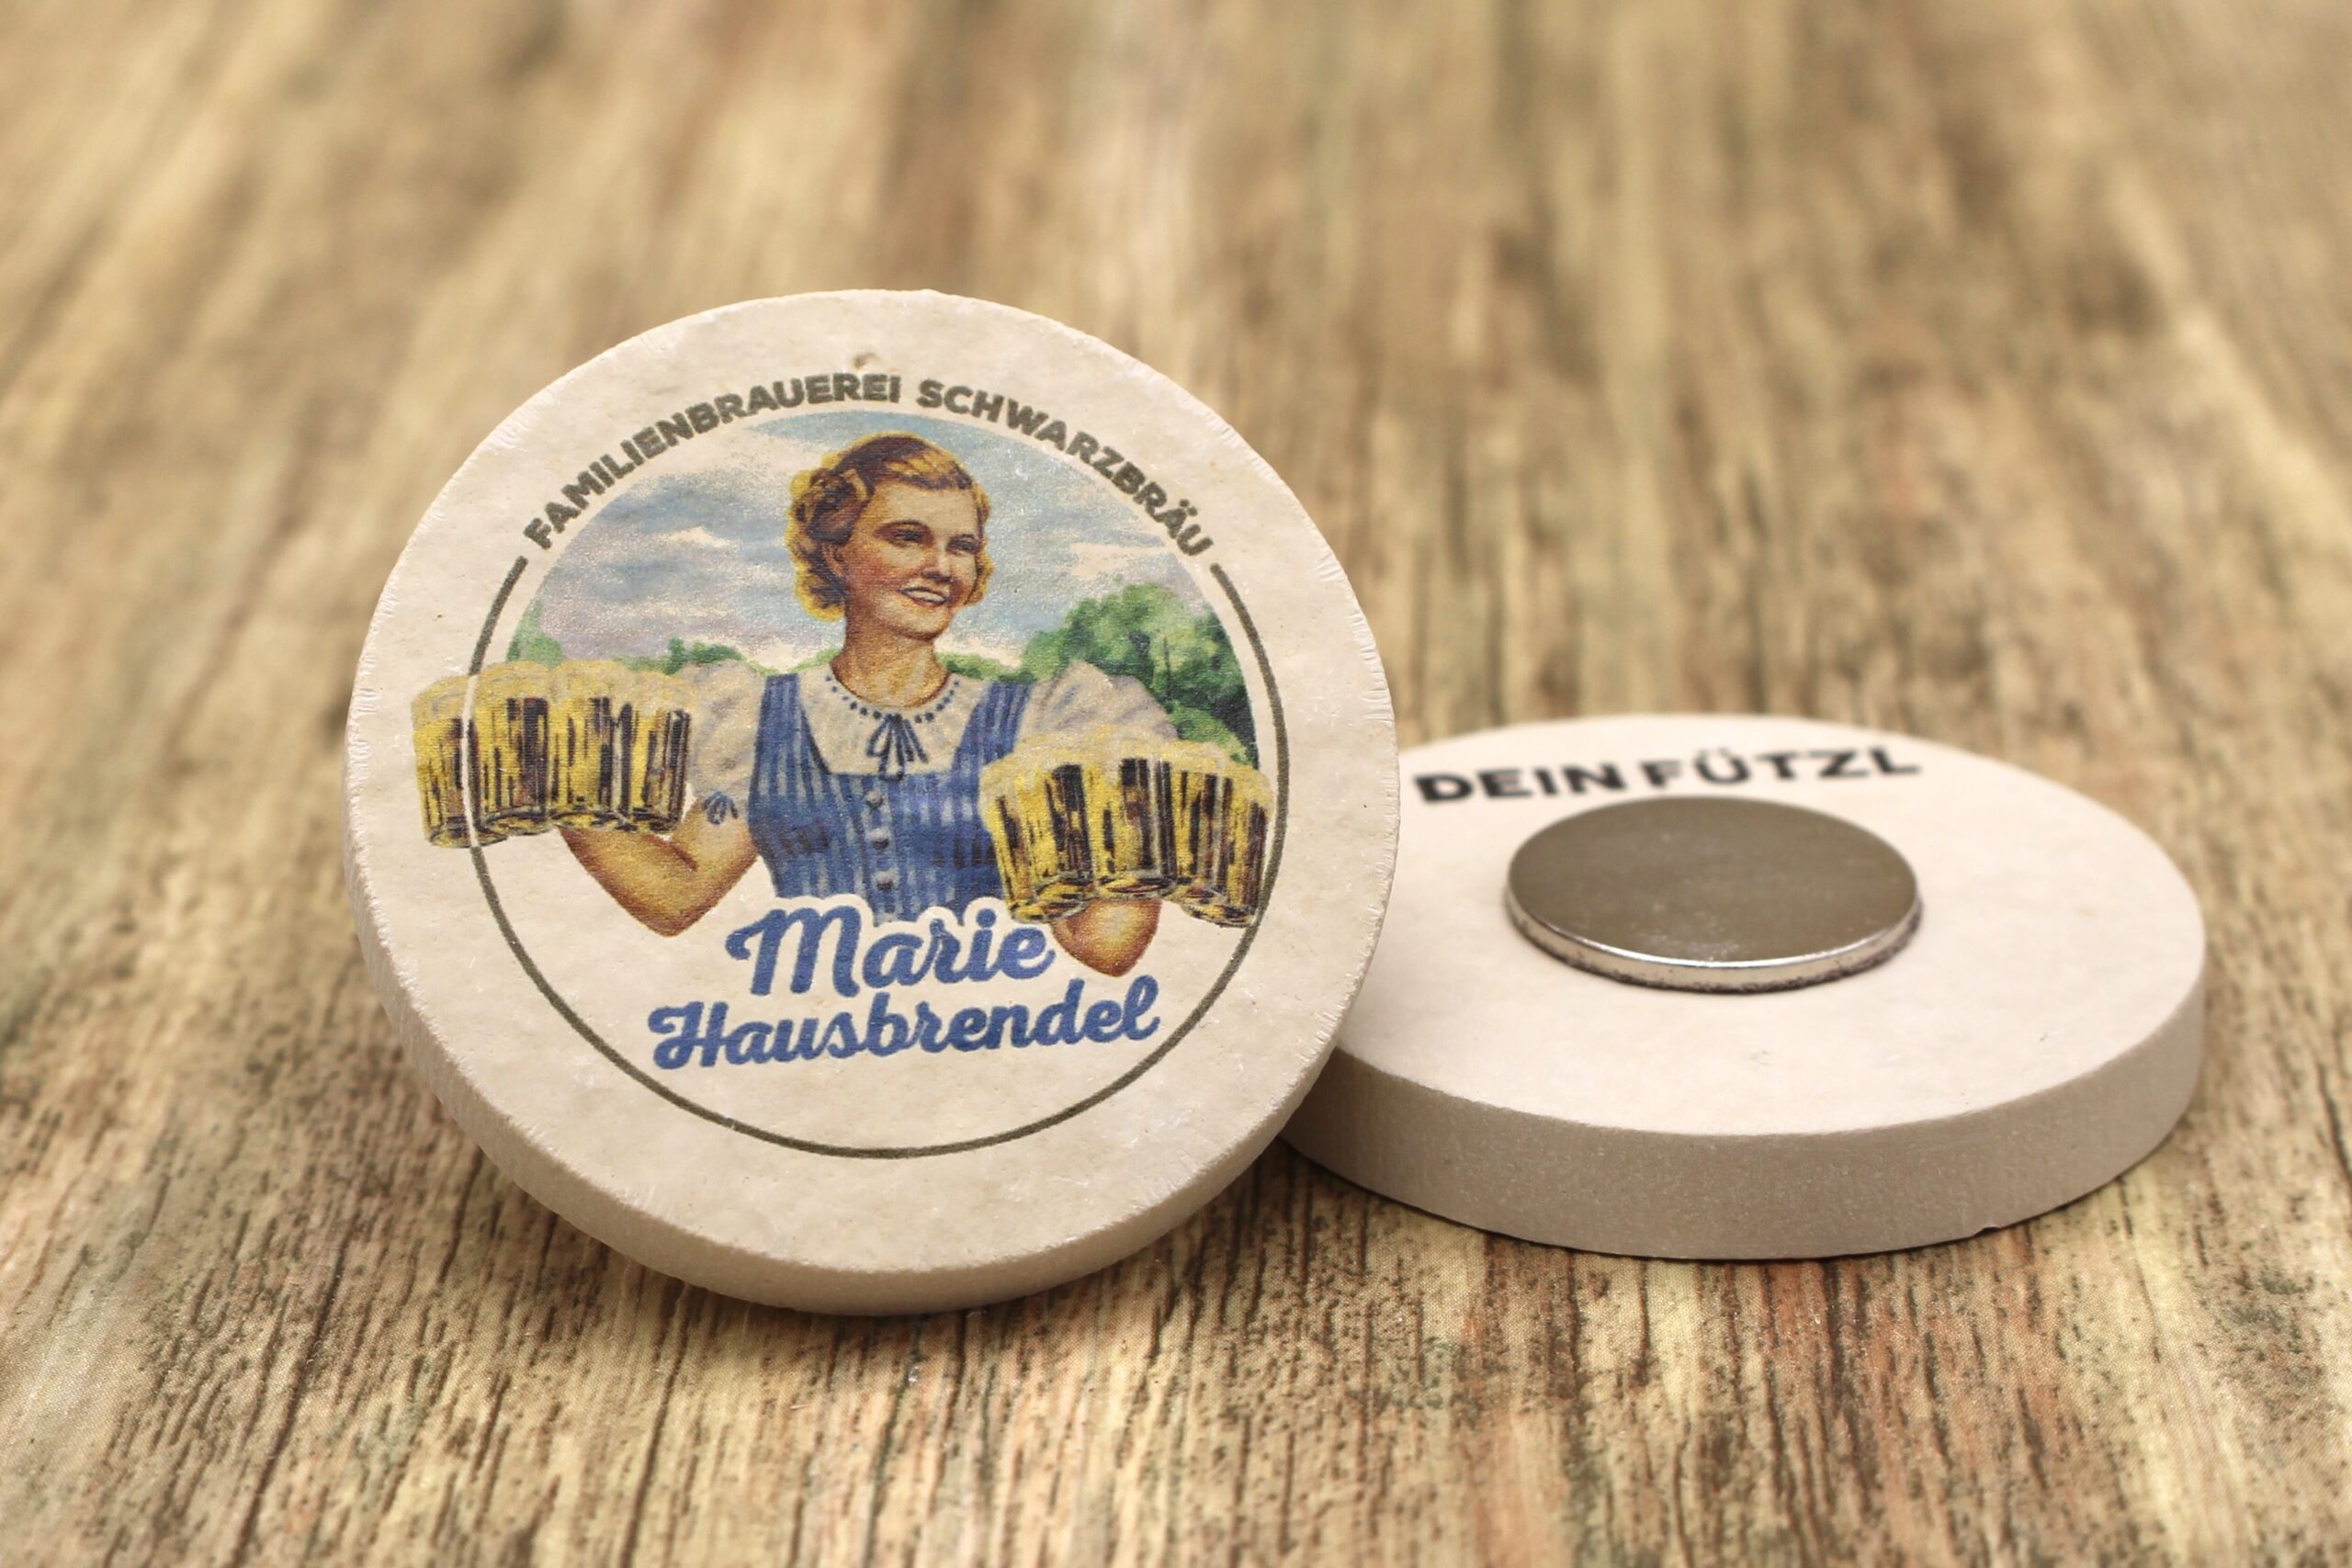 FAMILIENBRAUEREI SCHWARZBRÄU
Marie
Hausbrendel
DEIN FÜTZL